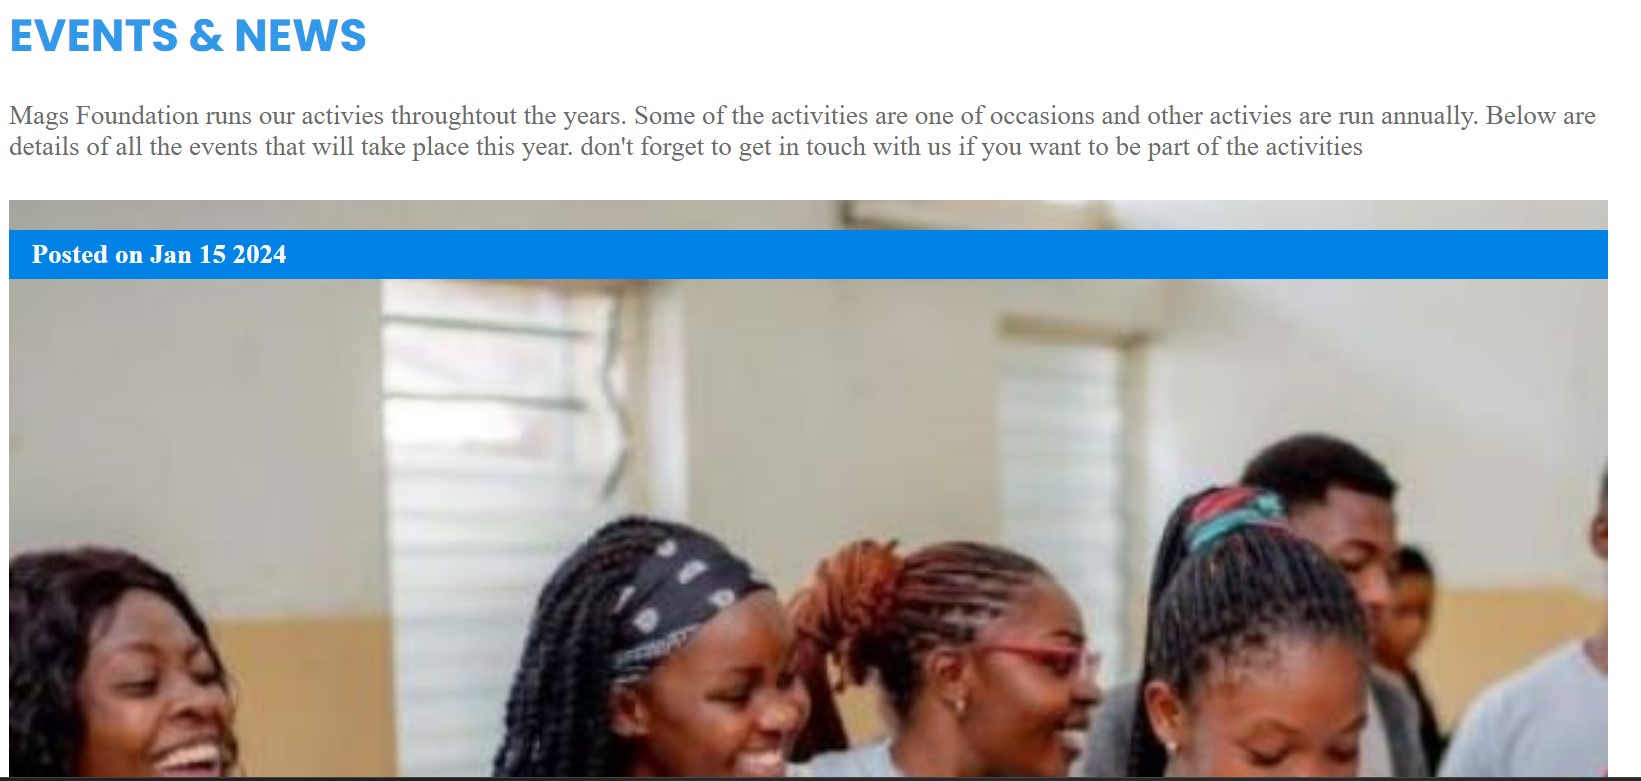 EVENTS & NEWS
Mags Foundation runs our activies throughtout the years. Some of the activities are one of occasions and other activies are run annually. Below are
details of all the events that will take place this year. don't forget to get in touch with us if you want to be part of the activities
Posted on Jan 15 2024